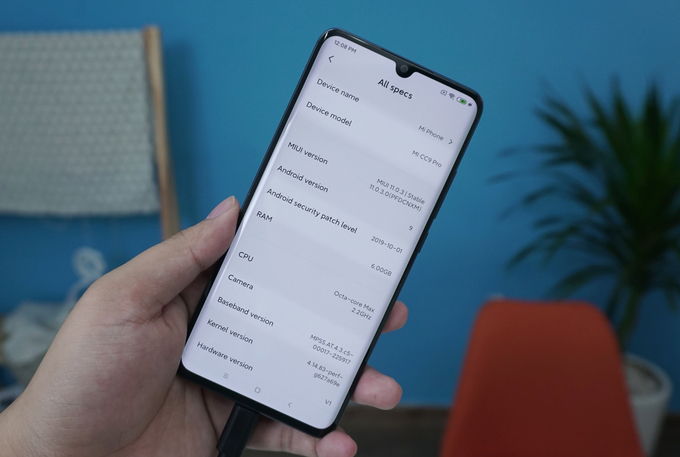 12:08 PM
All specs
Device name
Mi Phone
Device model
Mi CC9 Pro
MIUI version
MIUI 11.0.3 | Stable
11.0.3.0(PFDCNXM)
Android version
9
Android security patch level
2019-10-01
RAM
6.00GB
CPU
Octa-core Max
2.2GHz
Camera
Baseband version
MPSS.AT.4.3.c5-
00017-225917
Kernel version
4.14.83-perf-
g627a69e
Hardware version
V1